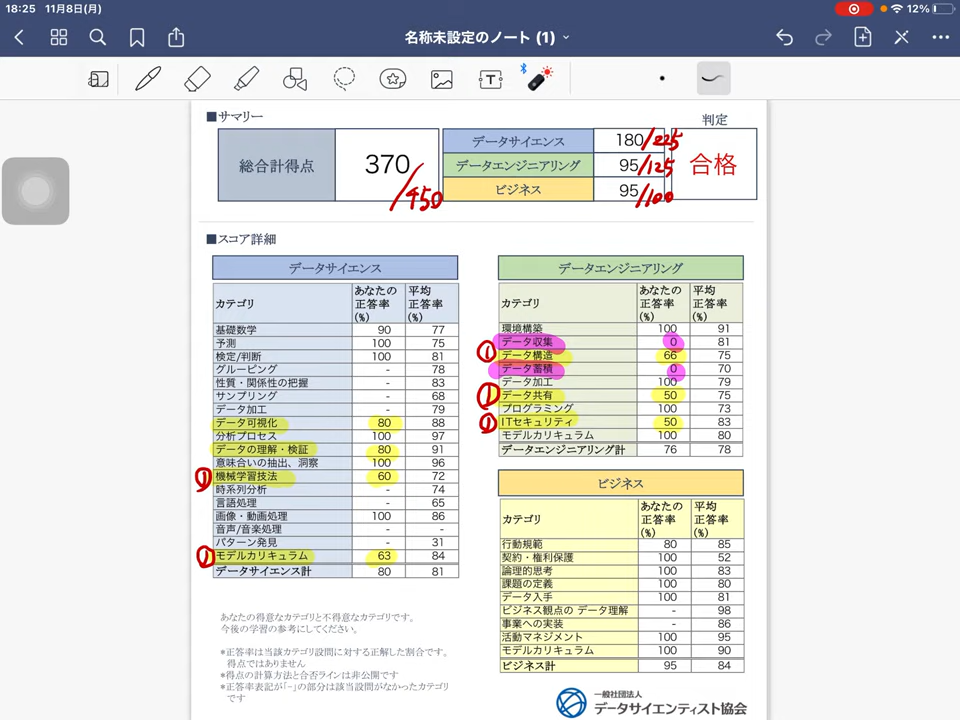 18:25 11月8日(月) 12%
名称未設定のノート (1)
■サマリー
判定
総合計得点 370 /450
データサイエンス 180 /225
データエンジニアリング 95 /125
ビジネス 95 /100
合格
■スコア詳細
データサイエンス
カテゴリ あなたの正答率(%) 平均正答率(%)
基礎数学 90 77
予測 100 75
検定/判断 100 81
グルーピング - 78
性質・関係性の把握 - 83
サンプリング - 68
データ加工 - 79
データ可視化 80 88
分析プロセス 100 97
データの理解・検証 80 91
意味合いの抽出、洞察 100 96
① 機械学習技法 60 72
時系列分析 - 74
言語処理 - 65
画像・動画処理 100 86
音声/音楽処理 - -
パターン発見 - 31
① モデルカリキュラム 63 84
データサイエンス計 80 81
あなたの得意なカテゴリと不得意なカテゴリです。
今後の学習の参考にしてください。
*正答率は当該カテゴリ設問に対する正解した割合です。
得点ではありません
*得点の計算方法と合否ラインは非公開です
*正答率表記が「-」の部分は該当設問がなかったカテゴリ
です
データエンジニアリング
カテゴリ あなたの正答率(%) 平均正答率(%)
環境構築 100 91
データ収集 0 81
① データ構造 66 75
データ蓄積 0 70
データ加工 100 79
① データ共有 50 75
プログラミング 100 73
① ITセキュリティ 50 83
モデルカリキュラム 100 80
データエンジニアリング計 76 78
ビジネス
カテゴリ あなたの正答率(%) 平均正答率(%)
行動規範 80 85
契約・権利保護 100 52
論理的思考 100 83
課題の定義 100 80
データ入手 100 81
ビジネス観点の データ理解 - 98
事業への実装 - 86
活動マネジメント 100 95
モデルカリキュラム 100 90
ビジネス計 95 84
一般社団法人
データサイエンティスト協会